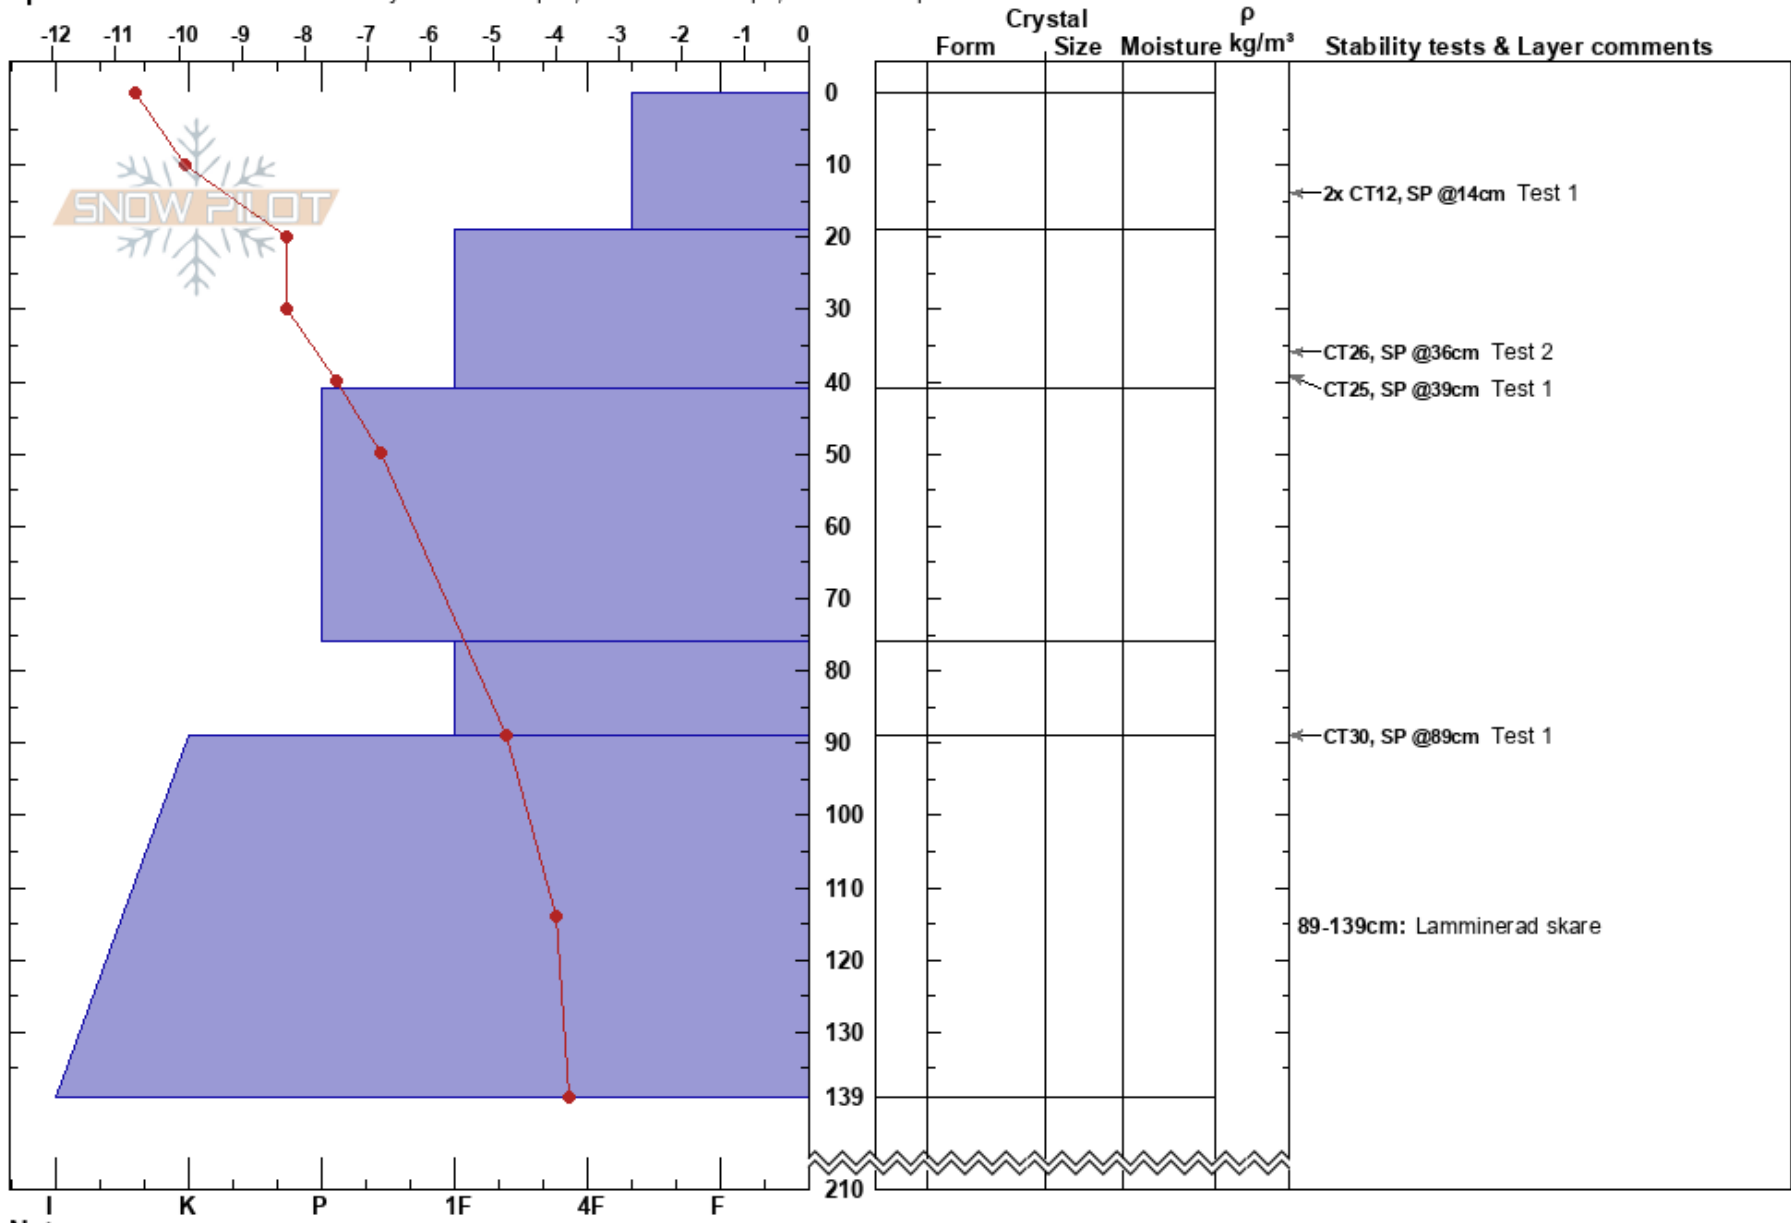 -12 -11 -10 -9 -8 -7 -6 -5 -4 -3 -2 -1 0
Crystal
Form Size Moisture ρ kg/m³ Stability tests & Layer comments
0
10
SNOW PILOT
2x CT12, SP @14cm Test 1
20
30
CT26, SP @36cm Test 2
40
CT25, SP @39cm Test 1
50
60
70
80
90
CT30, SP @89cm Test 1
100
110
89-139cm: Lamminerad skare
120
130
139
210
I K P 1F 4F F